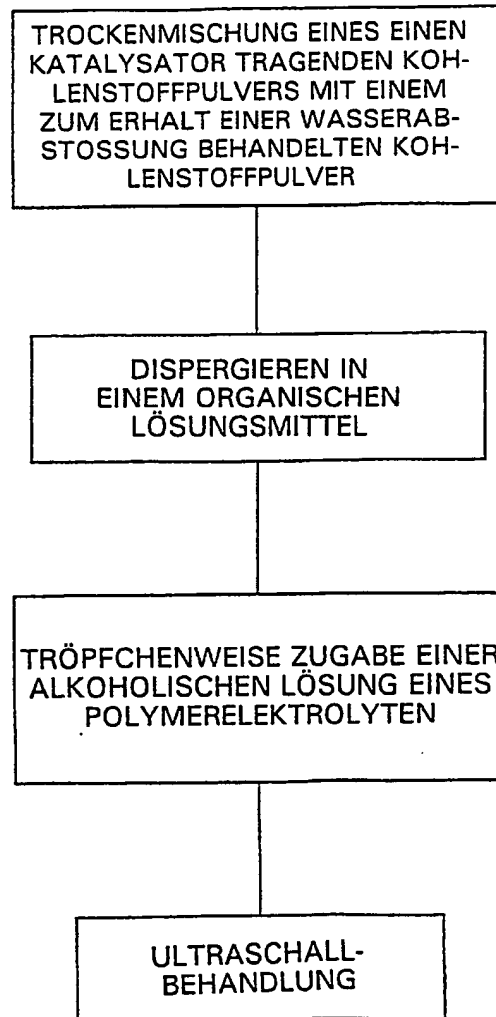 TROCKENMISCHUNG EINES EINEN
KATALYSATOR TRAGENDEN KOH-
LENSTOFFPULVERS MIT EINEM
ZUM ERHALT EINER WASSERAB-
STOSSUNG BEHANDELTEN KOH-
LENSTOFFPULVER
DISPERGIEREN IN
EINEM ORGANISCHEN
LÖSUNGSMITTEL
TRÖPFCHENWEISE ZUGABE EINER
ALKOHOLISCHEN LÖSUNG EINES
POLYMERELEKTROLYTEN
ULTRASCHALL-
BEHANDLUNG